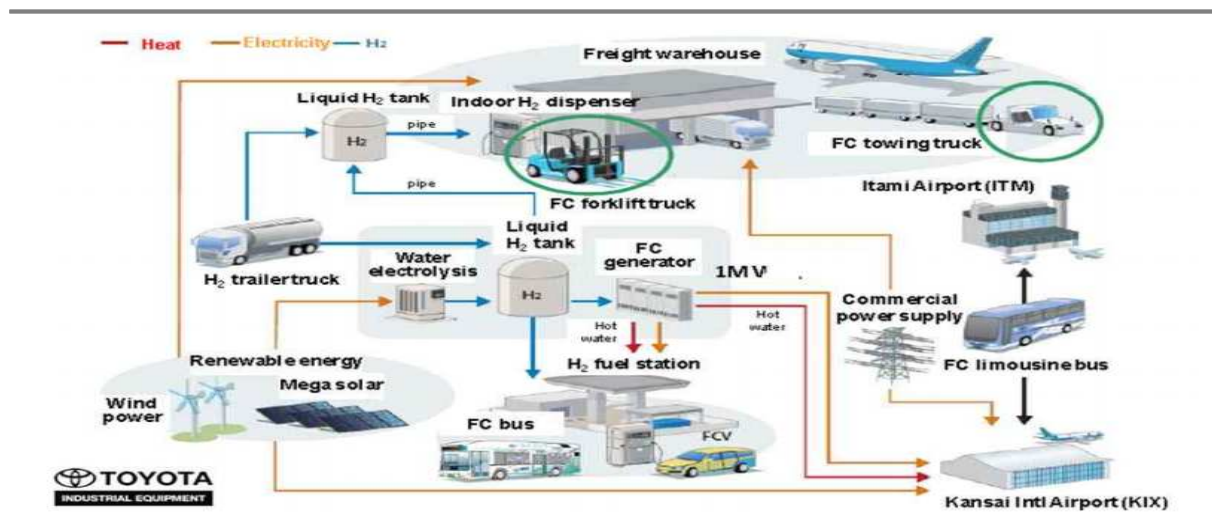 Heat Electricity H₂
Freight warehouse
Liquid H₂ tank
Indoor H₂ dispenser
pipe
H₂
FC towing truck
pipe
FC forklift truck
Itami Airport (ITM)
Liquid
H₂ tank
H₂ trailer truck
Water
electrolysis
H₂
FC
generator
1MV
Commercial
power supply
Hot
water
Hot
water
Renewable energy
H₂ fuel station
FC limousine bus
Mega solar
Wind
power
FC bus
FCV
TOYOTA
INDUSTRIAL EQUIPMENT
Kansai Intl Airport (KIX)